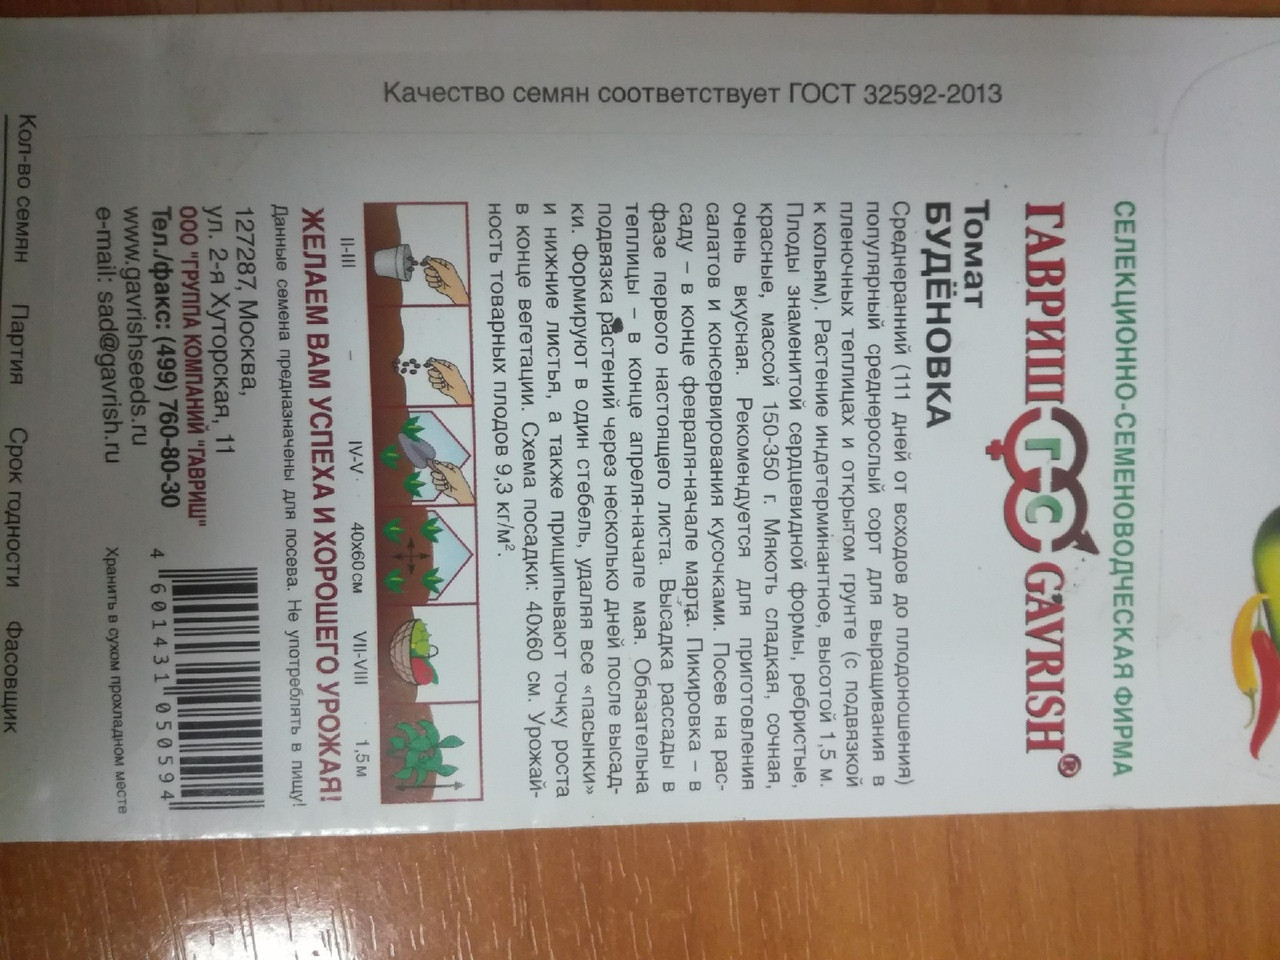 Качество семян соответствует ГОСТ 32592-2013
СЕЛЕКЦИОННО-СЕМЕНОВОДЧЕСКАЯ ФИРМА
ГАВРИШ ГС GAVRISH®
Томат
БУДЁНОВКА
Среднеранний (111 дней от всходов до плодоношения)
популярный среднерослый сорт для выращивания в
пленочных теплицах и открытом грунте (с подвязкой
к кольям). Растение индетерминантное, высотой 1,5 м.
Плоды знаменитой сердцевидной формы, ребристые,
красные, массой 150-350 г. Мякоть сладкая, сочная,
очень вкусная. Рекомендуется для приготовления
салатов и консервирования кусочками. Посев на рас-
саду – в конце февраля-начале марта. Пикировка – в
фазе первого настоящего листа. Высадка рассады в
теплицы – в конце апреля-начале мая. Обязательна
подвязка растений через несколько дней после высад-
ки. Формируют в один стебель, удаляя все «пасынки»
и нижние листья, а также прищипывают точку роста
в конце вегетации. Схема посадки: 40х60 см. Урожай-
ность товарных плодов 9,3 кг/м².
II-III – IV-V 40х60 см VII-VIII 1,5 м
ЖЕЛАЕМ ВАМ УСПЕХА И ХОРОШЕГО УРОЖАЯ!
Данные семена предназначены для посева. Не употреблять в пищу!
127287, Москва,
ул. 2-я Хуторская, 11
ООО "ГРУППА КОМПАНИЙ "ГАВРИШ"
Тел./факс: (499) 760-80-30
www.gavrishseeds.ru
e-mail: sad@gavrish.ru
4 601431 050594
Хранить в сухом прохладном месте
Кол-во семян Партия Срок годности Фасовщик